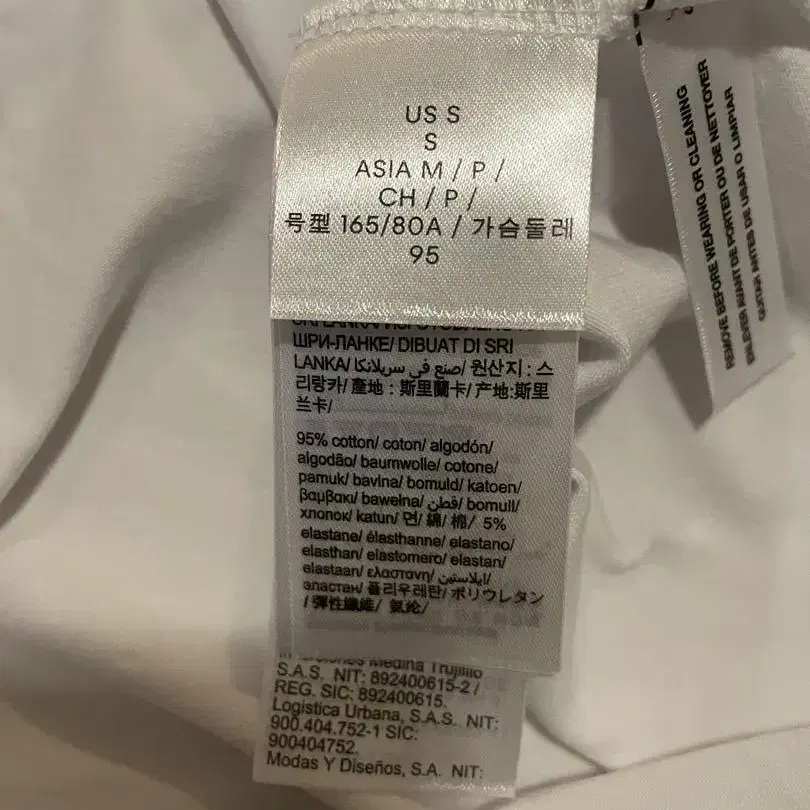 US S
S
ASIA M / P /
CH / P /
号型 165/80A / 가슴둘레
95
ШРИ-ЛАНКЕ/ DIBUAT DI SRI
LANKA/ صنع في سريلانكا/ 원산지 : 스
리랑카/ 產地 : 斯里蘭卡/ 产地:斯里
兰卡/
95% cotton/ coton/ algodón/
algodão/ baumwolle/ cotone/
pamuk/ bavlna/ bomuld/ katoen/
βαμβακι/ bawełna/ قطن/ bomull/
хлопок/ katun/ 면/ 綿/ 棉/ 5%
elastane/ élasthanne/ elastano/
elasthan/ elastomero/ elastan/
elastaan/ ελαστανη/ ايلاستين/
эластан/ 폴리우레탄/ ポリウレタン
/ 彈性纖維/ 氨纶/
Medina Trujillo
S.A.S. NIT: 892400615-2 /
REG. SIC: 892400615.
Logistica Urbana, S.A.S. NIT:
900.404.752-1 SIC:
900404752.
Modas Y Diseños, S.A. NIT:
REMOVE BEFORE WEARING OR CLEANING
ENLEVER AVANT DE PORTER OU DE NETTOYER
QUITAR ANTES DE USAR O LIMPIAR